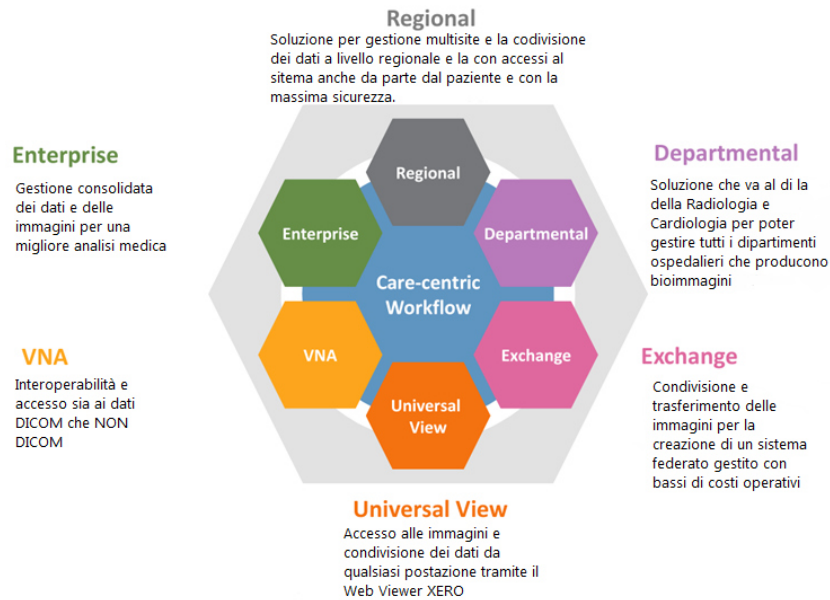 Regional
Soluzione per gestione multisite e la codivisione
dei dati a livello regionale e la con accessi al
sitema anche da parte dal paziente e con la
massima sicurezza.
Enterprise
Gestione consolidata
dei dati e delle
immagini per una
migliore analisi medica
Departmental
Soluzione che va al di la
della Radiologia e
Cardiologia per poter
gestire tutti i dipartimenti
ospedalieri che producono
bioimmagini
Regional
Enterprise
Departmental
Care-centric
Workflow
VNA
Exchange
Universal
View
VNA
Interoperabilità e
accesso sia ai dati
DICOM che NON
DICOM
Exchange
Condivisione e
trasferimento delle
immagini per la
creazione di un sistema
federato gestito con
bassi di costi operativi
Universal View
Accesso alle immagini e
condivisione dei dati da
qualsiasi postazione tramite il
Web Viewer XERO